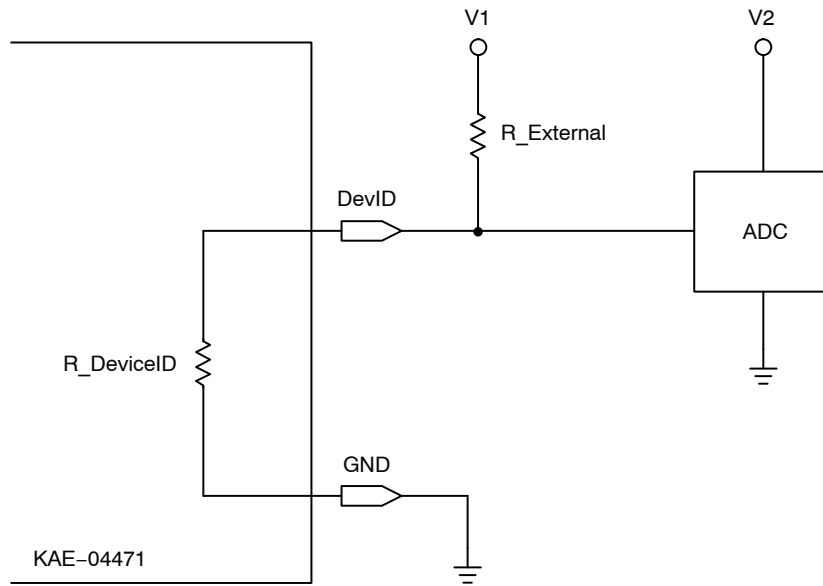 V1
V2
R_External
DevID
ADC
R_DeviceID
GND
KAE−04471